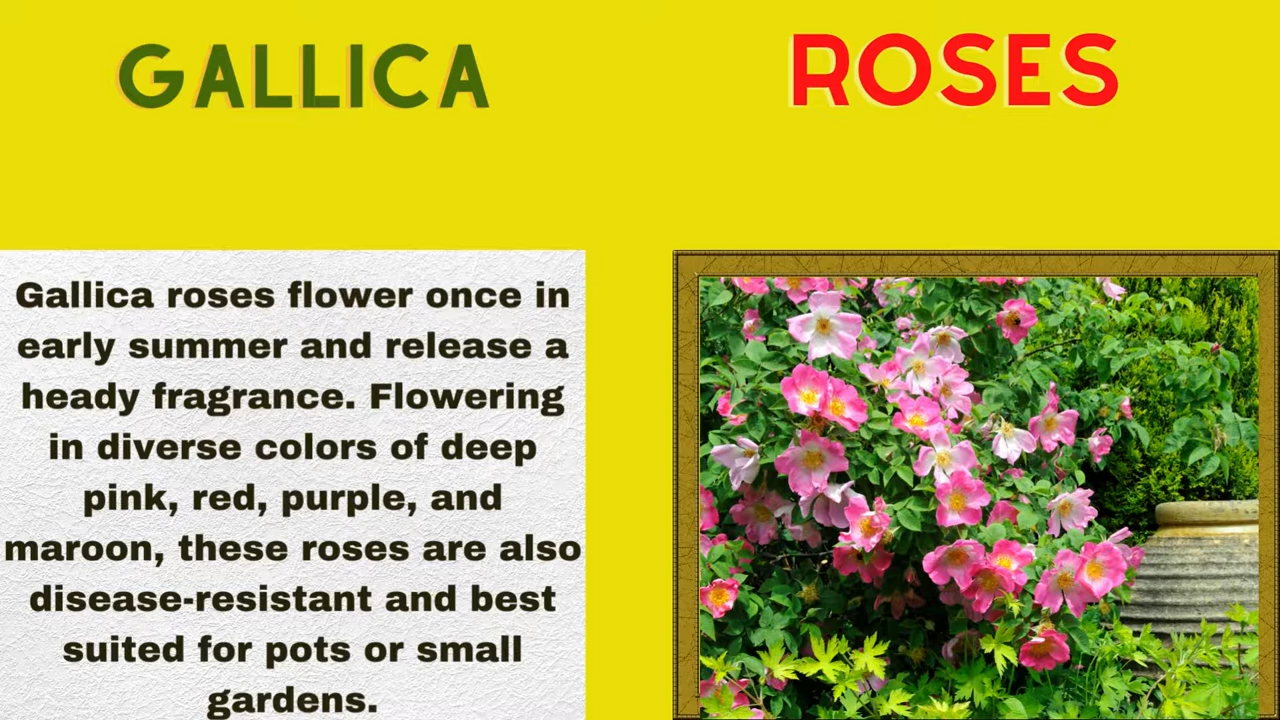 GALLICA
ROSES
Gallica roses flower once in
early summer and release a
heady fragrance. Flowering
in diverse colors of deep
pink, red, purple, and
maroon, these roses are also
disease-resistant and best
suited for pots or small
gardens.